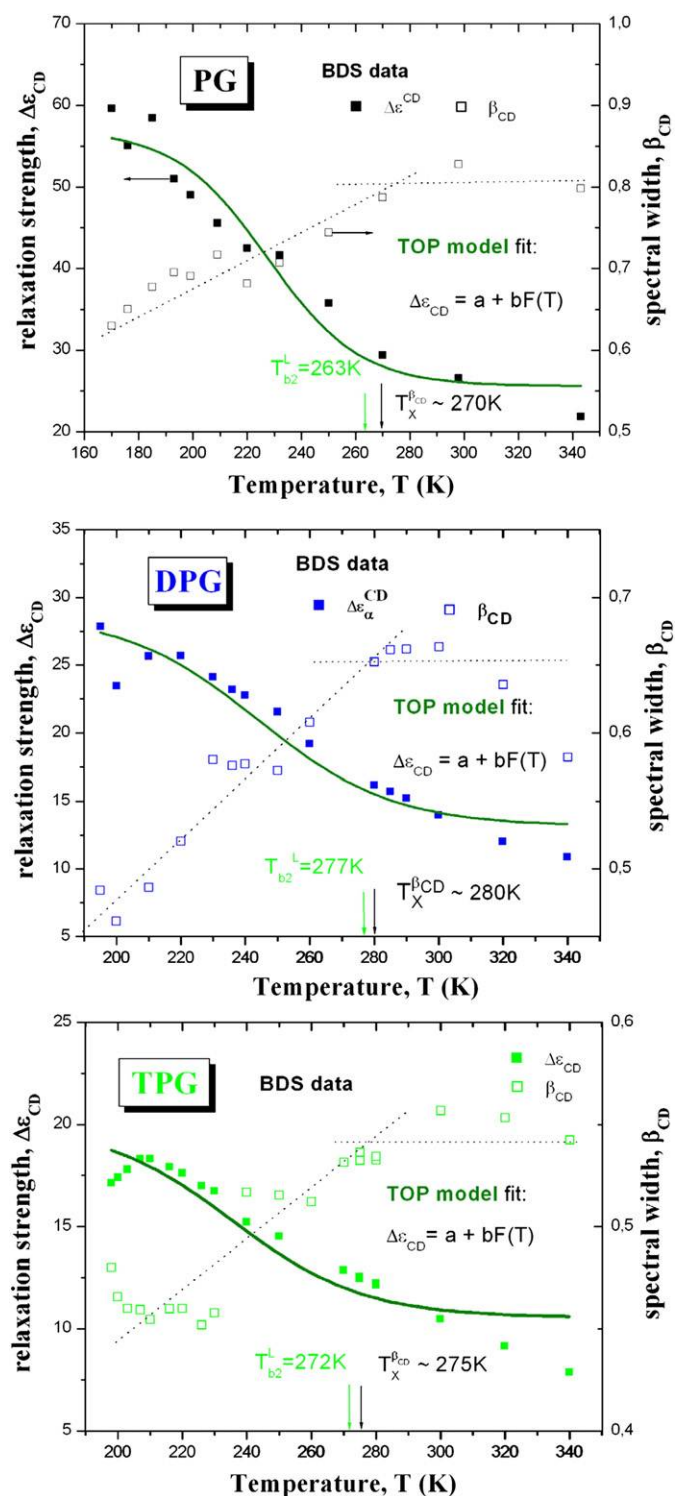 PG
BDS data
■ Δε^CD □ β_CD
TOP model fit:
Δε_CD = a + bF(T)
T_b2^L=263K
T_X^β_CD ~ 270K
relaxation strength, Δε_CD
70
60
50
40
30
20
spectral width, β_CD
1,0
0,9
0,8
0,7
0,6
0,5
160 180 200 220 240 260 280 300 320 340
Temperature, T (K)
DPG
BDS data
■ Δε_α^CD □ β_CD
TOP model fit:
Δε_CD = a + bF(T)
T_b2^L=277K
T_X^βCD ~ 280K
relaxation strength, Δε_CD
35
30
25
20
15
10
5
spectral width, β_CD
0,7
0,6
0,5
200 220 240 260 280 300 320 340
Temperature, T (K)
TPG
BDS data
■ Δε_CD
□ β_CD
TOP model fit:
Δε_CD = a + bF(T)
T_b2^L=272K
T_X^β_CD ~ 275K
relaxation strength, Δε_CD
25
20
15
10
5
spectral width, β_CD
0,6
0,5
0,4
200 220 240 260 280 300 320 340
Temperature, T (K)